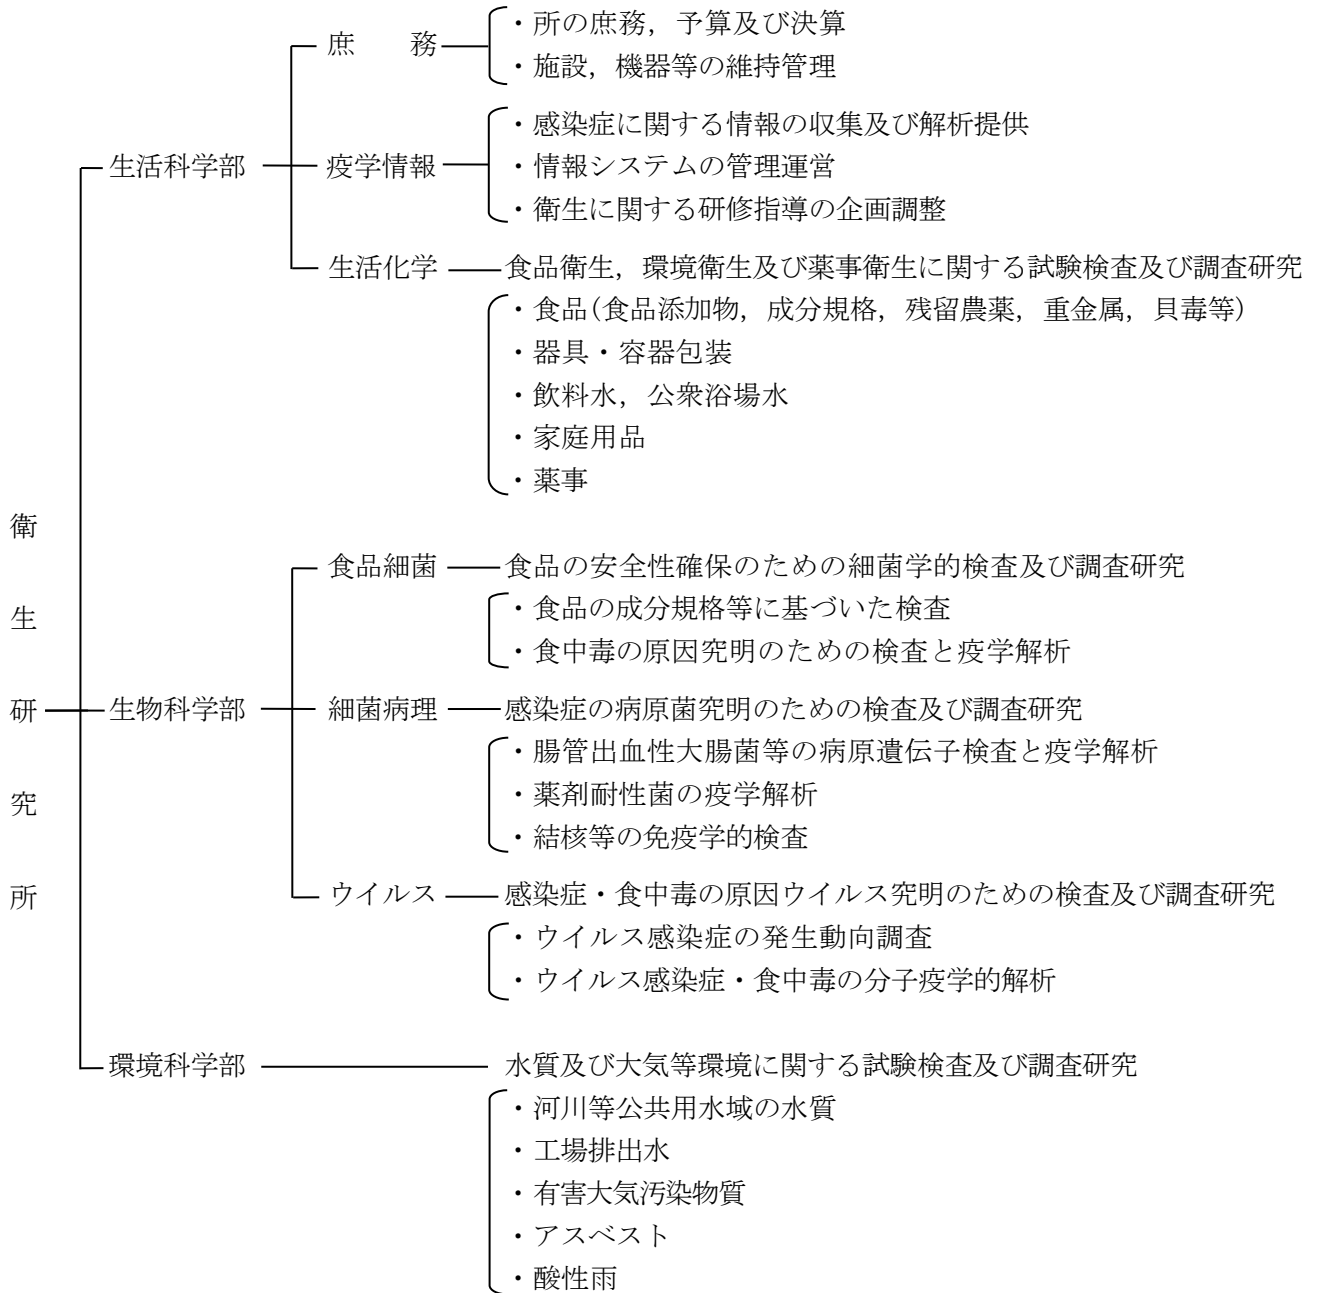 衛生研究所
生活科学部
庶　　務
・所の庶務，予算及び決算
・施設，機器等の維持管理
疫学情報
・感染症に関する情報の収集及び解析提供
・情報システムの管理運営
・衛生に関する研修指導の企画調整
生活化学
食品衛生，環境衛生及び薬事衛生に関する試験検査及び調査研究
・食品(食品添加物，成分規格，残留農薬，重金属，貝毒等)
・器具・容器包装
・飲料水，公衆浴場水
・家庭用品
・薬事
生物科学部
食品細菌
食品の安全性確保のための細菌学的検査及び調査研究
・食品の成分規格等に基づいた検査
・食中毒の原因究明のための検査と疫学解析
細菌病理
感染症の病原菌究明のための検査及び調査研究
・腸管出血性大腸菌等の病原遺伝子検査と疫学解析
・薬剤耐性菌の疫学解析
・結核等の免疫学的検査
ウイルス
感染症・食中毒の原因ウイルス究明のための検査及び調査研究
・ウイルス感染症の発生動向調査
・ウイルス感染症・食中毒の分子疫学的解析
環境科学部
水質及び大気等環境に関する試験検査及び調査研究
・河川等公共用水域の水質
・工場排出水
・有害大気汚染物質
・アスベスト
・酸性雨